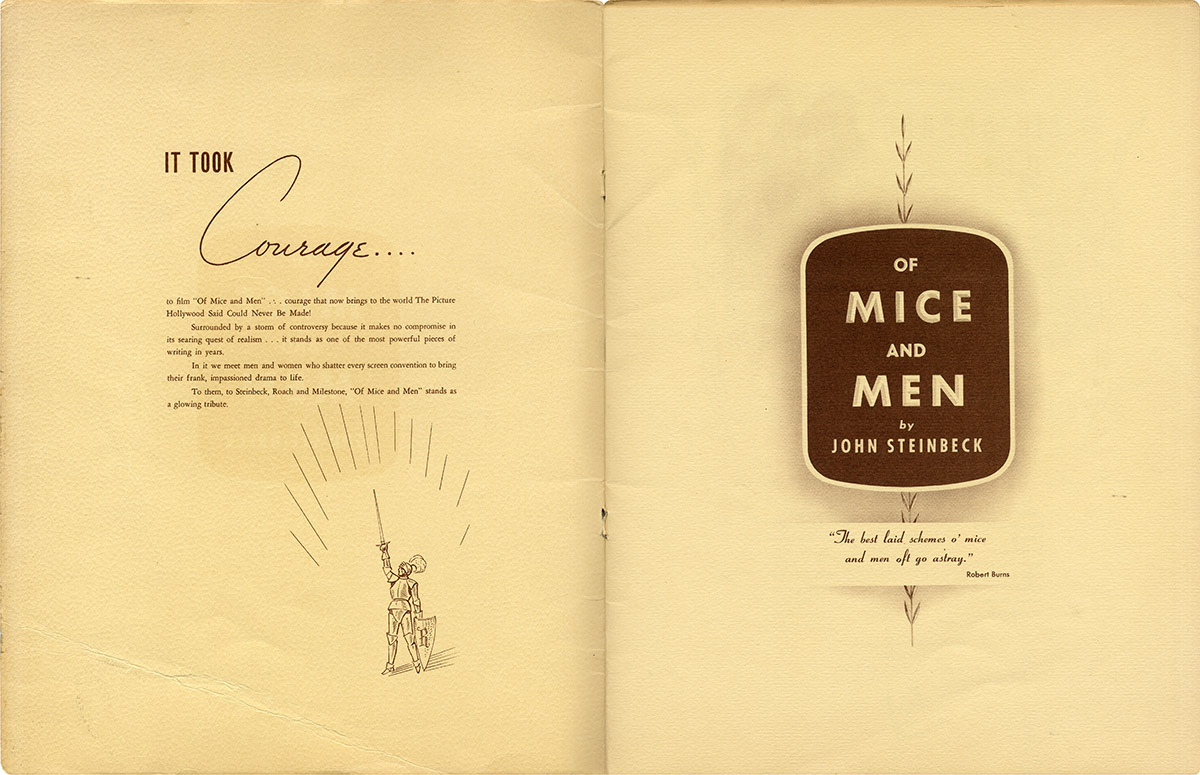 IT TOOK
Courage....
to film "Of Mice and Men" . . . courage that now brings to the world The Picture
Hollywood Said Could Never Be Made!
Surrounded by a storm of controversy because it makes no compromise in
its searing quest of realism . . . it stands as one of the most powerful pieces of
writing in years.
In it we meet men and women who shatter every screen convention to bring
their frank, impassioned drama to life.
To them, to Steinbeck, Roach and Milestone, "Of Mice and Men" stands as
a glowing tribute.
R
OF
MICE
AND
MEN
by
JOHN STEINBECK
"The best laid schemes o' mice
and men oft go astray."
Robert Burns